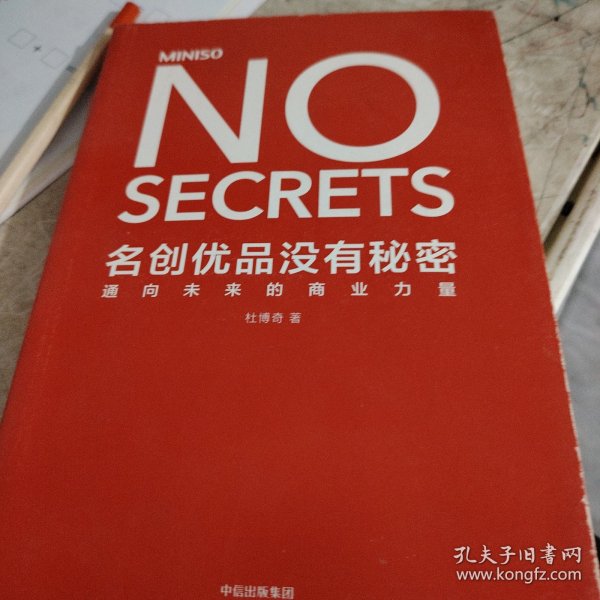 MINISO
NO
SECRETS
名创优品没有秘密
通向未来的商业力量
杜博奇 著
中信出版集团
孔夫子旧书网
www.kongfz.com